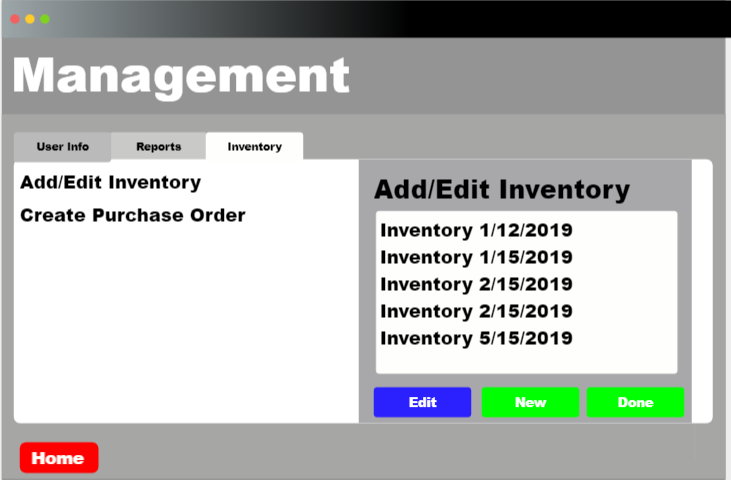 Management
User Info
Reports
Inventory
Add/Edit Inventory
Create Purchase Order
Add/Edit Inventory
Inventory 1/12/2019
Inventory 1/15/2019
Inventory 2/15/2019
Inventory 2/15/2019
Inventory 5/15/2019
Edit
New
Done
Home